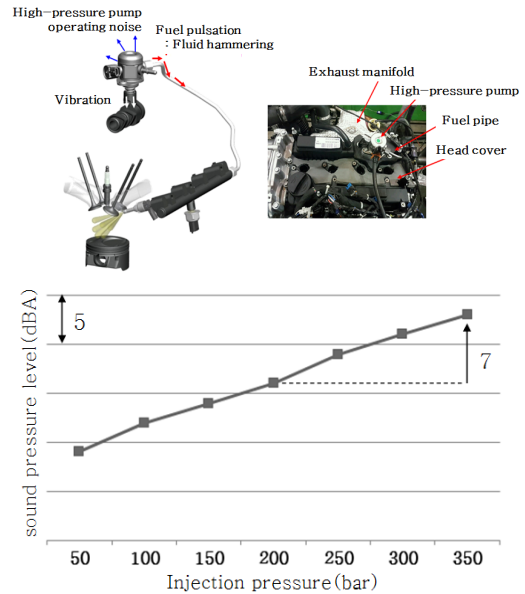 High-pressure pump
operating noise
Fuel pulsation
: Fluid hammering
Vibration
Exhaust manifold
High-pressure pump
Fuel pipe
Head cover
sound pressure level(dBA)
5
7
50 100 150 200 250 300 350
Injection pressure(bar)